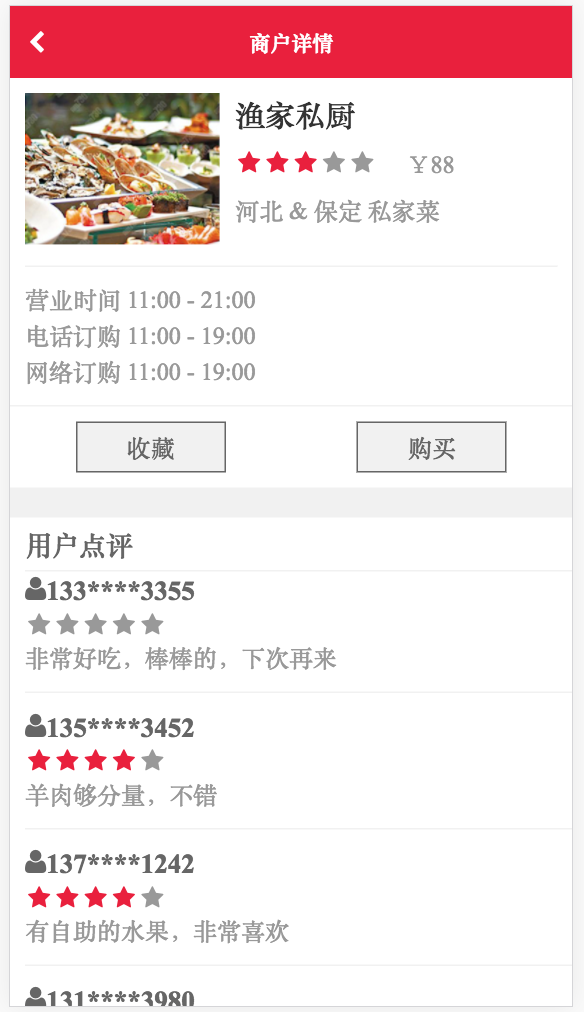 商户详情
渔家私厨
￥88
河北 & 保定 私家菜
营业时间 11:00 - 21:00
电话订购 11:00 - 19:00
网络订购 11:00 - 19:00
收藏 购买
用户点评
133****3355
非常好吃，棒棒的，下次再来
135****3452
羊肉够分量，不错
137****1242
有自助的水果，非常喜欢
131****3980